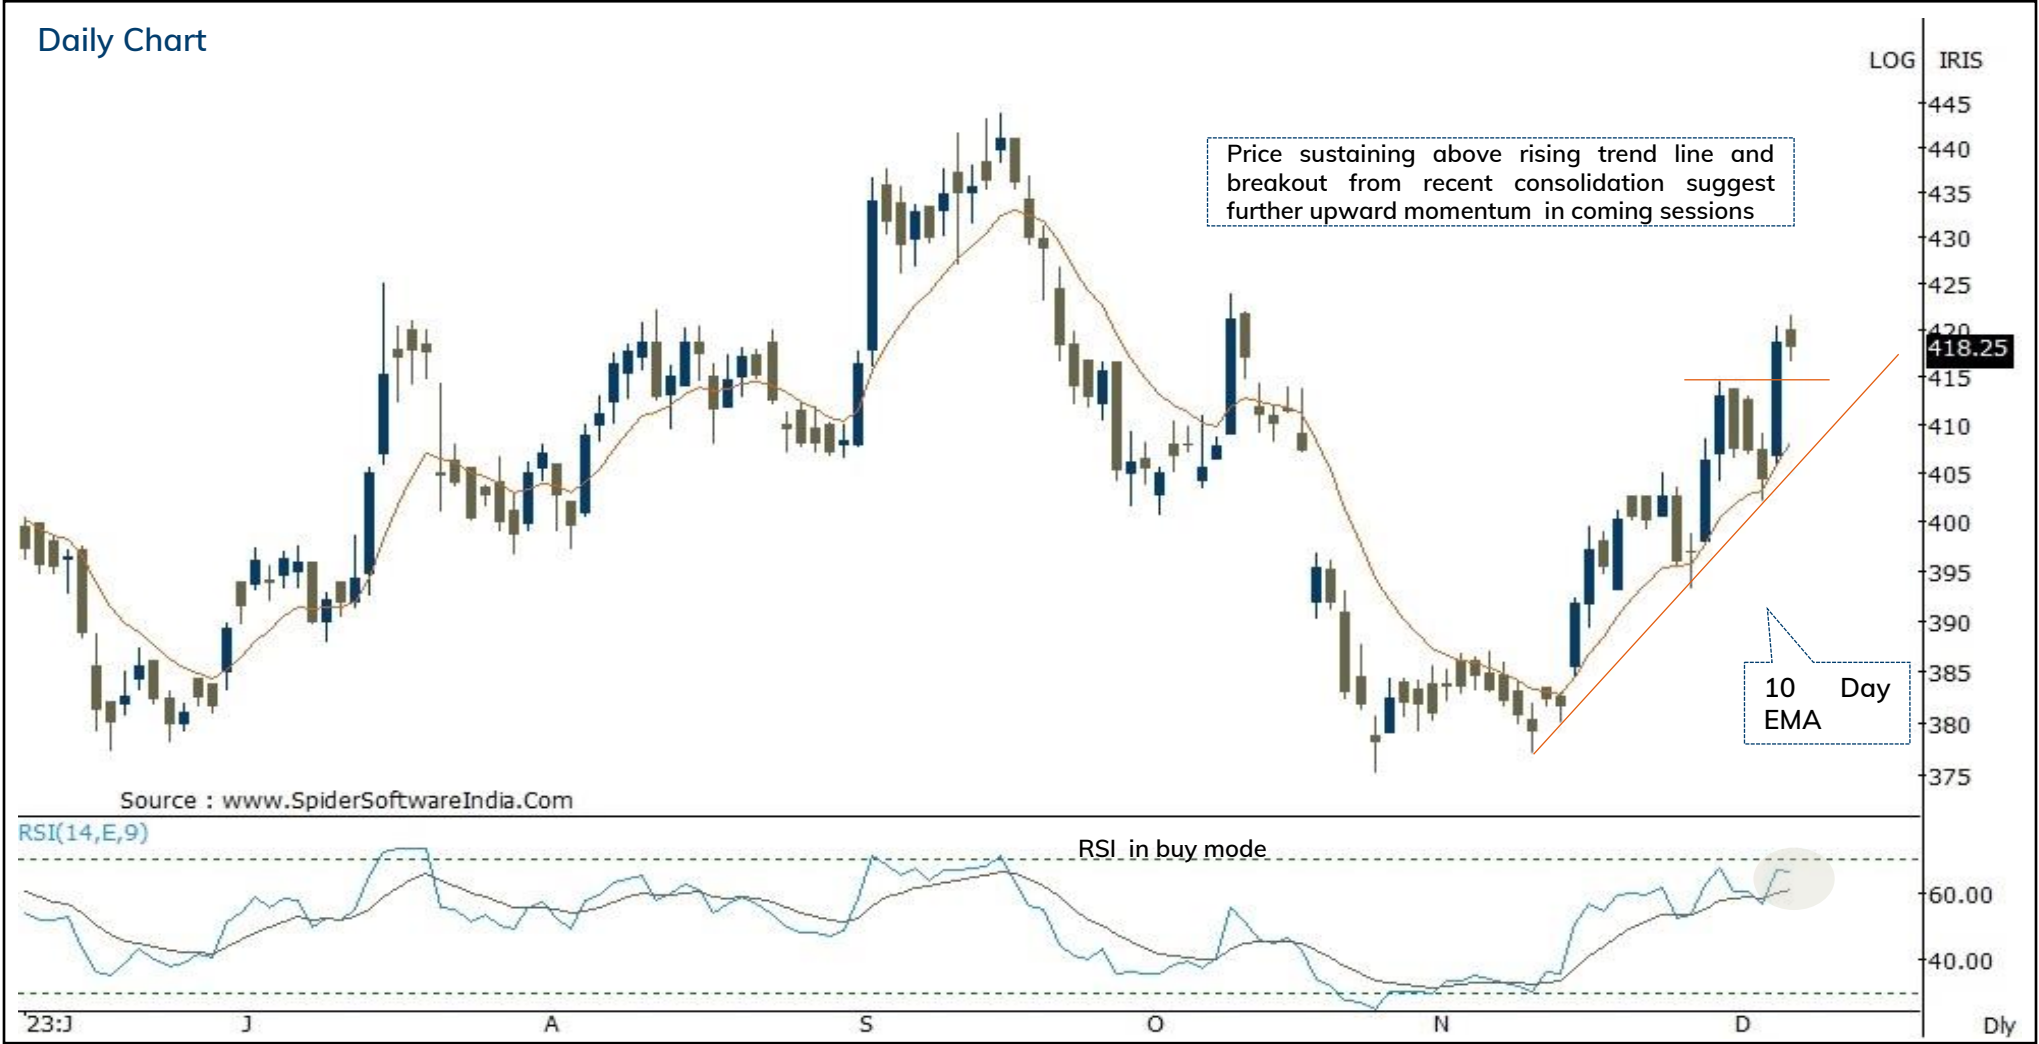 Daily Chart
LOG IRIS
445
440
Price sustaining above rising trend line and
breakout from recent consolidation suggest
further upward momentum in coming sessions
435
430
425
420
418.25
415
410
405
400
395
390
385
10 Day
EMA
380
375
Source : www.SpiderSoftwareIndia.Com
RSI(14,E,9)
RSI in buy mode
60.00
40.00
'23:J J A S O N D Dly